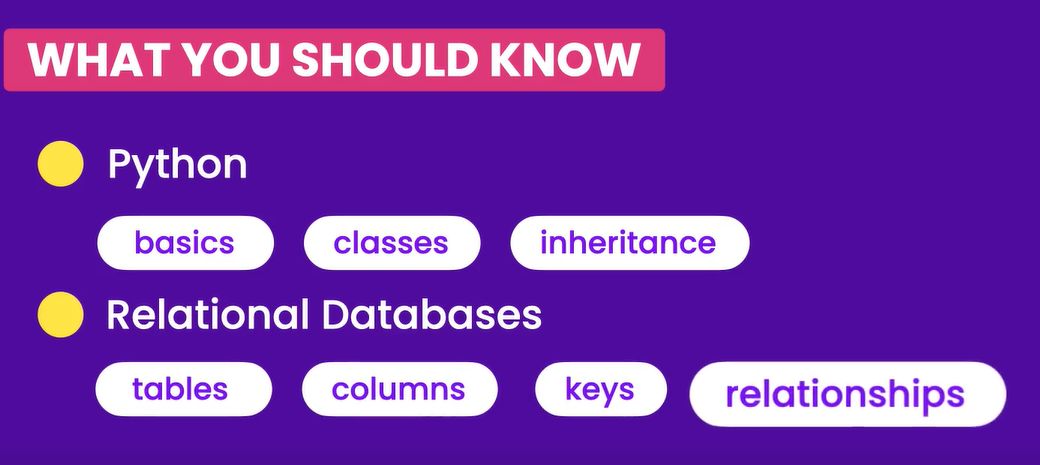 WHAT YOU SHOULD KNOW
Python
basics classes inheritance
Relational Databases
tables columns keys relationships